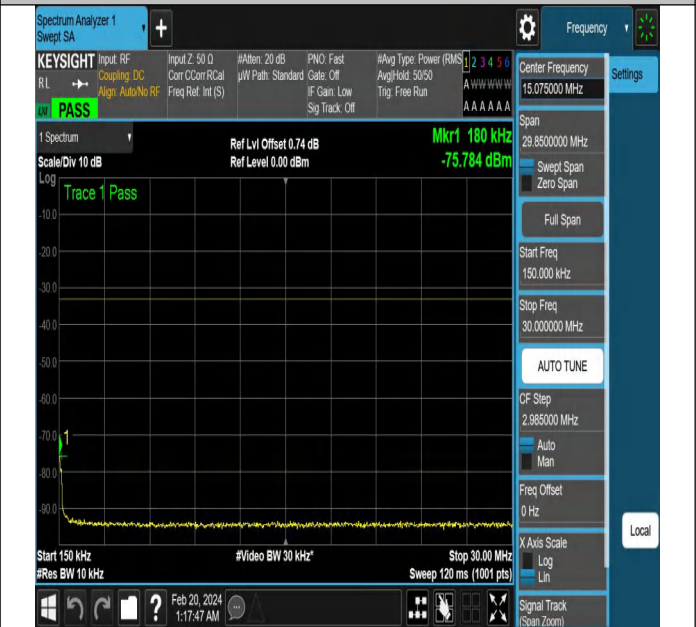 Spectrum Analyzer 1
Swept SA
+
Frequency
KEYSIGHT
RL
PASS
Input: RF
Coupling: DC
Align: Auto/No RF
Input Z: 50 Ω
Corr CCorr RCal
Freq Ref: Int (S)
#Atten: 20 dB
µW Path: Standard
PNO: Fast
Gate: Off
IF Gain: Low
Sig Track: Off
#Avg Type: Power (RMS
Avg|Hold: 50/50
Trig: Free Run
1 2 3 4 5 6
A W W W W W
A A A A A A
1 Spectrum
Scale/Div 10 dB
Ref Lvl Offset 0.74 dB
Ref Level 0.00 dBm
Mkr1 180 kHz
-75.784 dBm
Log
Trace 1 Pass
-10.0
-20.0
-30.0
-40.0
-50.0
-60.0
-70.0
1
-80.0
-90.0
Start 150 kHz
#Res BW 10 kHz
#Video BW 30 kHz*
Stop 30.00 MHz
Sweep 120 ms (1001 pts)
?
Feb 20, 2024
1:17:47 AM
Center Frequency
15.075000 MHz
Settings
Span
29.8500000 MHz
Swept Span
Zero Span
Full Span
Start Freq
150.000 kHz
Stop Freq
30.000000 MHz
AUTO TUNE
CF Step
2.985000 MHz
Auto
Man
Freq Offset
0 Hz
X Axis Scale
Log
Lin
Local
Signal Track
(Span Zoom)